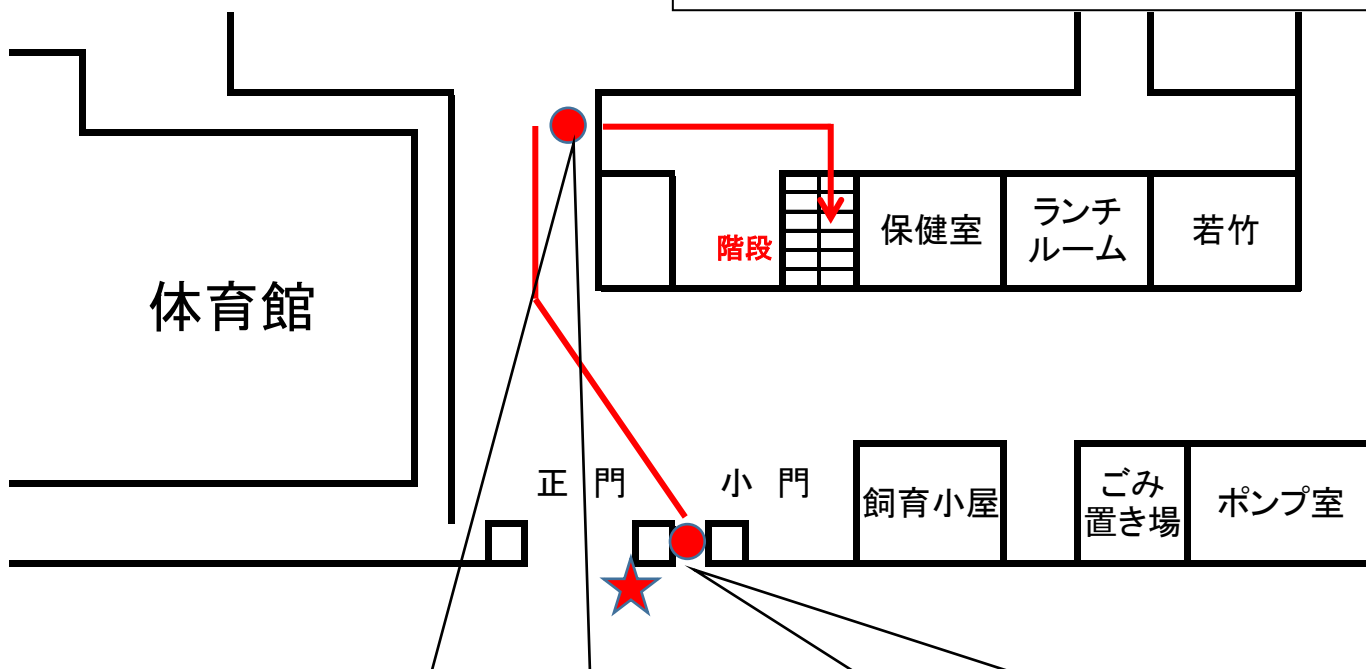 保健室
ランチ
ルーム
若竹
階段
体育館
正 門
小 門
飼育小屋
ごみ
置き場
ポンプ室